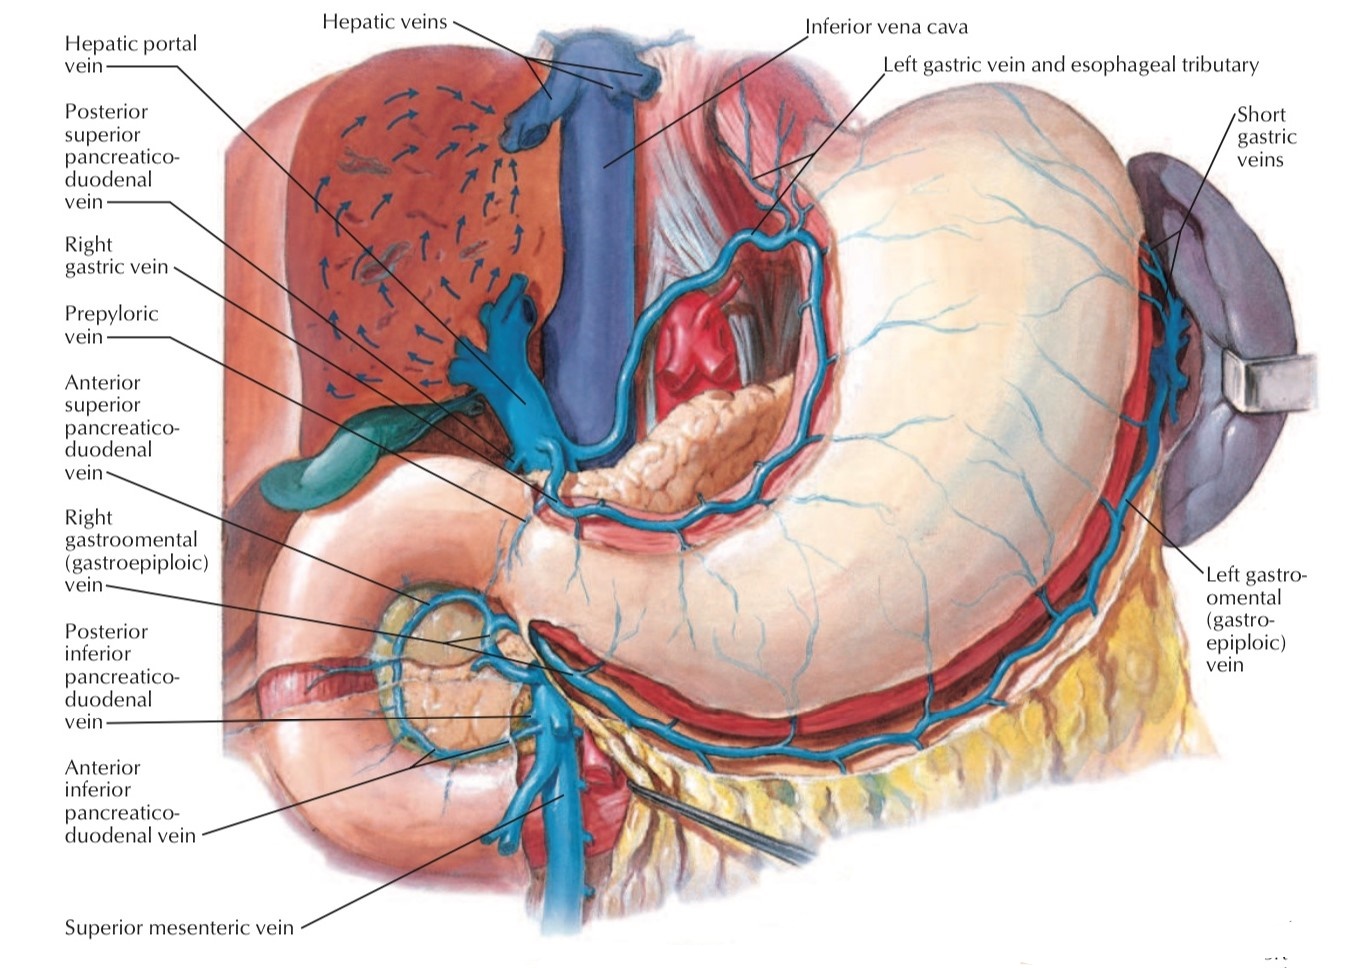 Hepatic veins
Inferior vena cava
Hepatic portal
vein
Left gastric vein and esophageal tributary
Posterior
superior
pancreatico-
duodenal
vein
Short
gastric
veins
Right
gastric vein
Prepyloric
vein
Anterior
superior
pancreatico-
duodenal
vein
Right
gastroomental
(gastroepiploic)
vein
Left gastro-
omental
(gastro-
epiploic)
vein
Posterior
inferior
pancreatico-
duodenal
vein
Anterior
inferior
pancreatico-
duodenal vein
Superior mesenteric vein